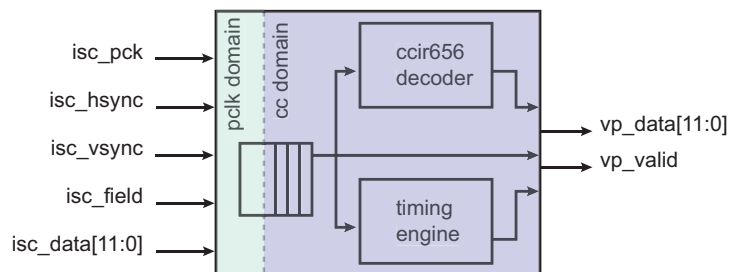 isc_pck
isc_hsync
isc_vsync
isc_field
isc_data[11:0]
pclk domain
cc domain
ccir656
decoder
timing
engine
vp_data[11:0]
vp_valid